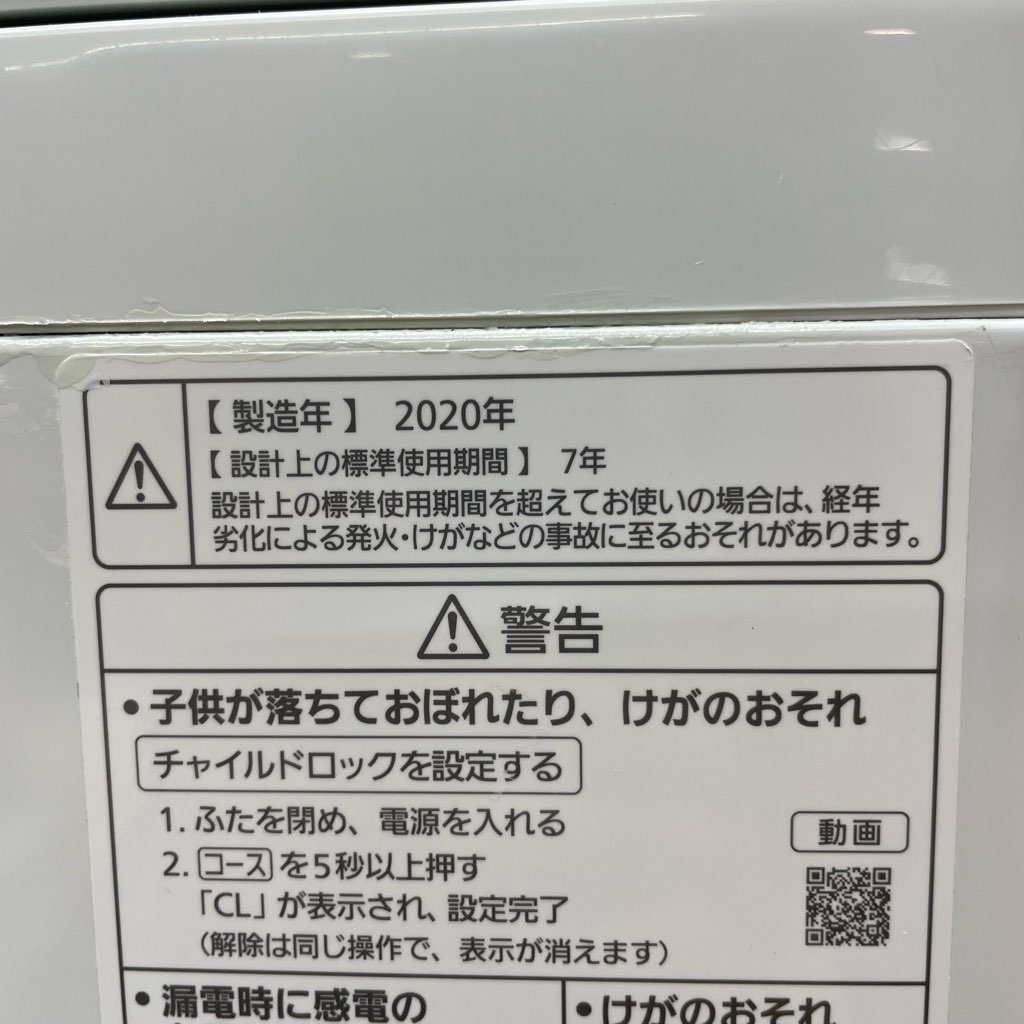 【 製造年 】 2020年
【 設計上の標準使用期間 】 7年
設計上の標準使用期間を超えてお使いの場合は、経年
劣化による発火・けがなどの事故に至るおそれがあります。
警告
• 子供が落ちておぼれたり、けがのおそれ
チャイルドロックを設定する
1. ふたを閉め、電源を入れる
2. コースを5秒以上押す
「CL」が表示され、設定完了
（解除は同じ操作で、表示が消えます）
動画
• 漏電時に感電の
• けがのおそれ